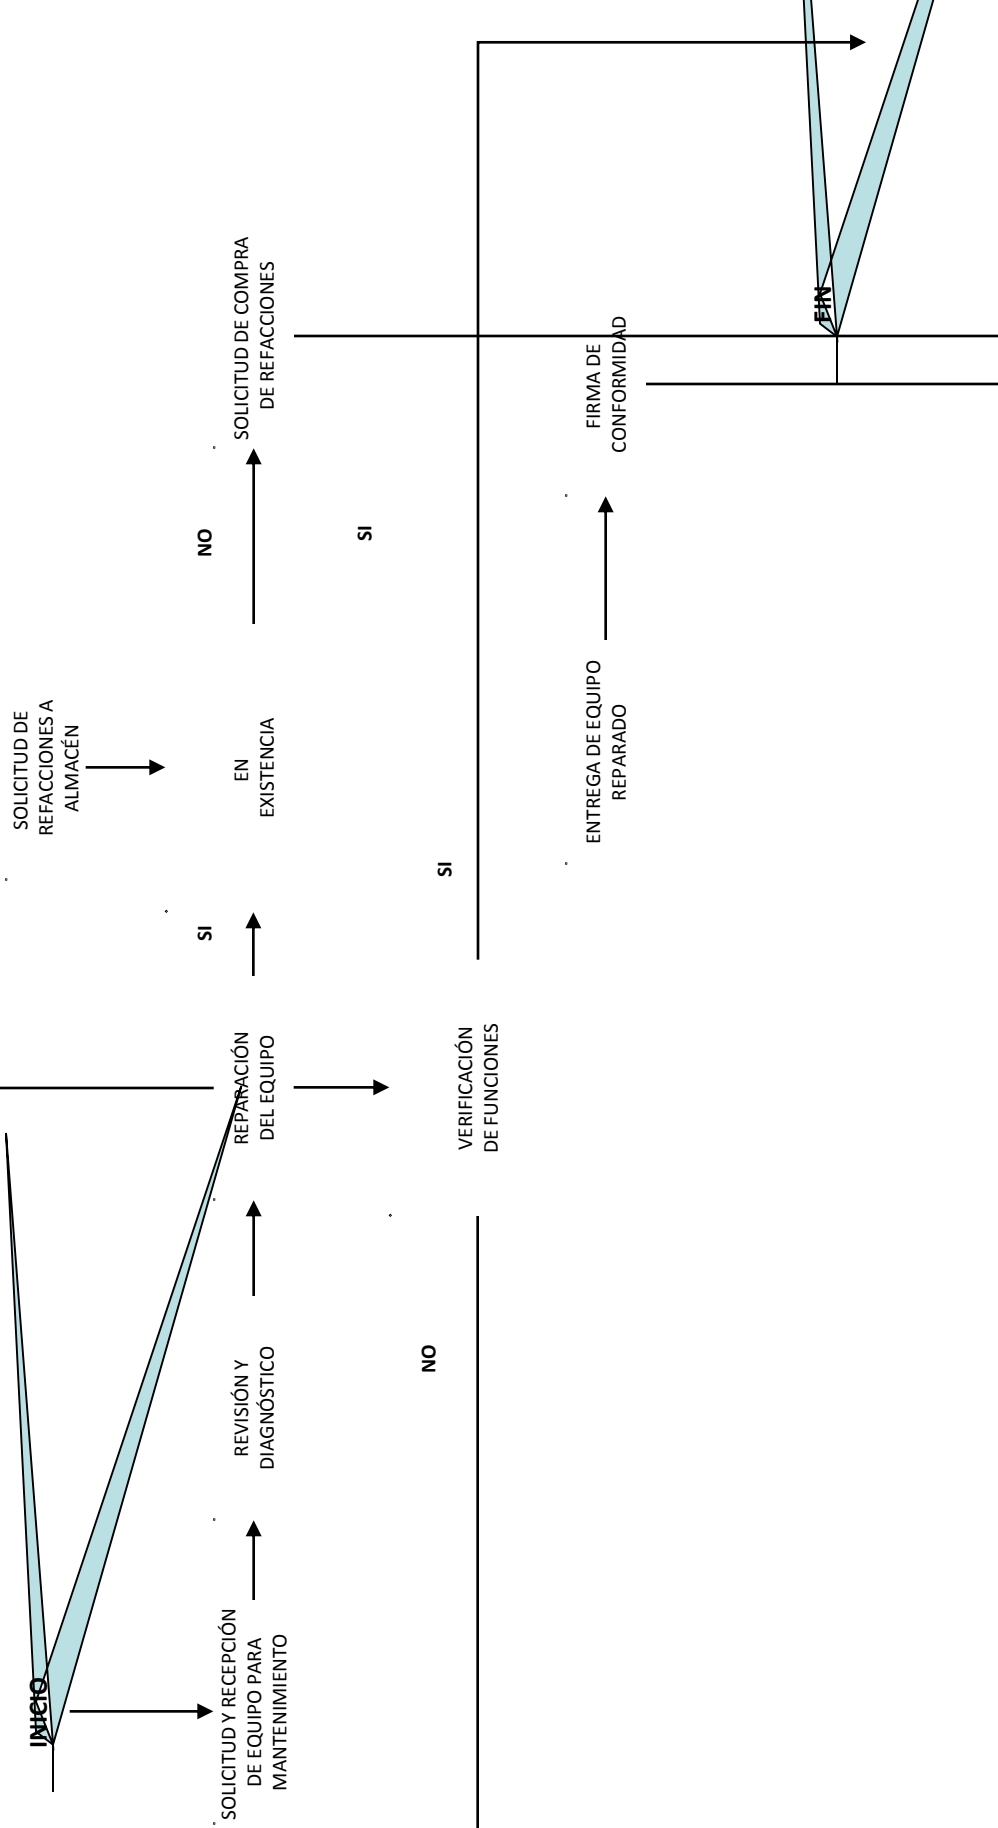 INICIO
SOLICITUD Y RECEPCIÓN
DE EQUIPO PARA
MANTENIMIENTO
REVISIÓN Y
DIAGNÓSTICO
REPARACIÓN
DEL EQUIPO
SI
SOLICITUD DE
REFACCIONES A
ALMACÉN
EN
EXISTENCIA
NO
SOLICITUD DE COMPRA
DE REFACCIONES
SI
VERIFICACIÓN
DE FUNCIONES
NO
SI
ENTREGA DE EQUIPO
REPARADO
FIRMA DE
CONFORMIDAD
FIN